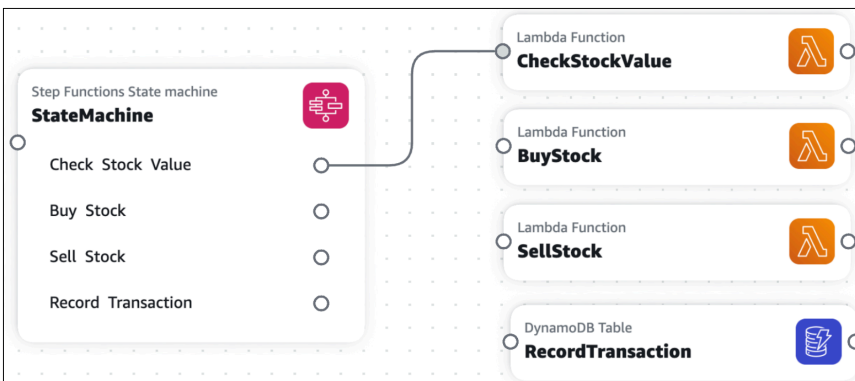 Step Functions State machine
StateMachine
Check Stock Value
Buy Stock
Sell Stock
Record Transaction
Lambda Function
CheckStockValue
Lambda Function
BuyStock
Lambda Function
SellStock
DynamoDB Table
RecordTransaction